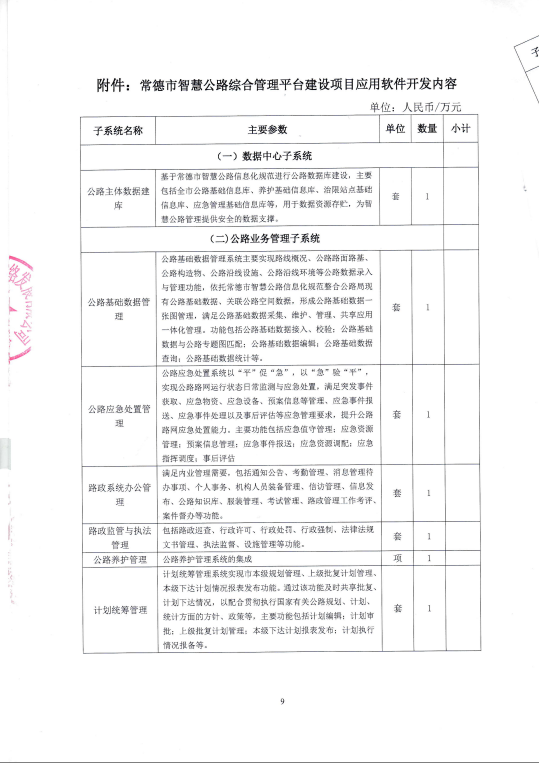 附件：常德市智慧公路综合管理平台建设项目应用软件开发内容
单位：人民币/万元
子系统名称 主要参数 单位 数量 小计
（一）数据中心子系统
公路主体数据建库
基于常德市智慧公路信息化规范进行公路数据库建设，主要
包括全市公路基础信息库、养护基础信息库、治限站点基础
信息库、应急管理基础信息库等，用于数据资源存贮，为智
慧公路管理提供安全的数据支撑。
套 1
（二)公路业务管理子系统
公路基础数据管理
公路基础数据管理系统主要实现路线概况、公路路面路基、
公路构造物、公路沿线设施、公路沿线环境等公路数据录入
与管理功能，依托常德市智慧公路信息化规范整合公路局现
有公路基础数据、关联公路空间数据，形成公路基础数据一
张图管理，满足公路基础数据采集、维护、管理、共享应用
一体化管理。功能包括公路基础数据接入、校验；公路基础
数据与公路专题图匹配；公路基础数据编辑；公路基础数据
查询；公路基础数据统计等。
套 1
公路应急处置管理
公路应急处置系统以“平”促“急”，以“急”验“平”，
实现公路路网运行状态日常监测与应急处置，满足突发事件
获取、应急物资、应急设备、预案信息等管理、应急事件报
送、应急事件处理以及事后评估等应急管理要求，提升公路
路网应急处置能力。主要功能包括应急值守管理；应急资源
管理；预案信息管理；应急事件报送；应急资源调配；应急
指挥调度；事后评估
套 1
路政系统办公管理
满足内业管理需要，包括通知公告、考勤管理、消息管理待
办事项、个人事务、机构人员装备管理、信访管理、信息发
布、公路知识库、服装管理、考试管理、路政管理工作考评、
案件督办等功能。
套 1
路政监管与执法管理
包括路政巡查、行政许可、行政处罚、行政强制、法律法规
文书管理、执法监督、设施管理等功能。
套 1
公路养护管理 公路养护管理系统的集成 项 1
计划统筹管理
计划统筹管理系统实现市本级规划管理、上级批复计划管理、
本级下达计划情况报表发布功能。通过该功能及时共享批复、
计划下达情况，以配合贯彻执行国家有关公路规划、计划、
统计方面的方针、政策等，主要功能包括计划编辑；计划审
批；上级批复计划管理；本级下达计划报表发布；计划执行
情况报备等。
套 1
9